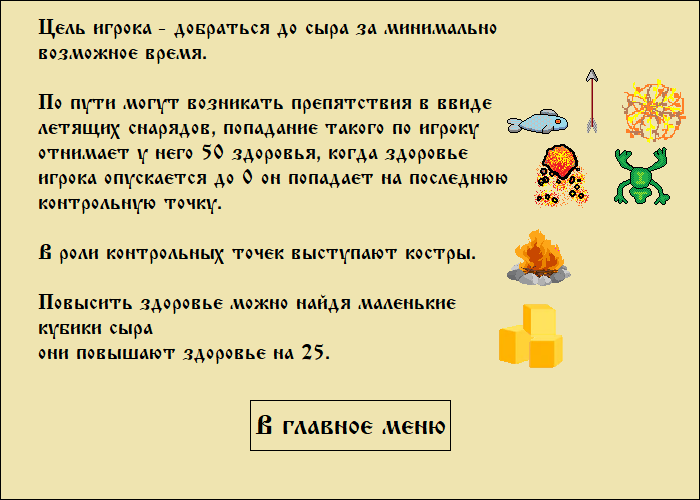 Цель игрока - добраться до сыра за минимально
возможное время.
По пути могут возникать препятствия в ввиде
летящих снарядов, попадание такого по игроку
отнимает у него 50 здоровья, когда здоровье
игрока опускается до 0 он попадает на последнюю
контрольную точку.
В роли контрольных точек выступают костры.
Повысить здоровье можно найдя маленькие
кубики сыра
они повышают здоровье на 25.
В главное меню